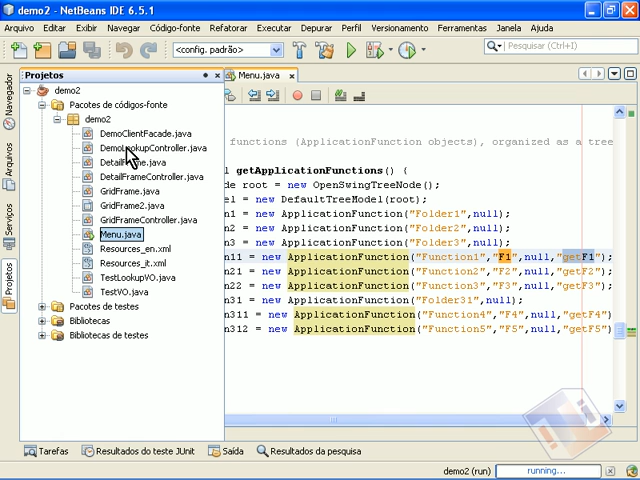 demo2 - NetBeans IDE 6.5.1
Arquivo Editar Exibir Navegar Código-fonte Refatorar Executar Depurar Perfil Versionamento Ferramentas Janela Ajuda
<config. padrão>
Pesquisar (Ctrl+I)
Projetos
Menu.java
demo2
Pacotes de códigos-fonte
demo2
DemoClientFacade.java
DemoLookupController.java
DetailFrame.java
DetailFrameController.java
GridFrame.java
GridFrame2.java
GridFrameController.java
Menu.java
Resources_en.xml
Resources_it.xml
TestLookupVO.java
TestVO.java
Pacotes de testes
Bibliotecas
Bibliotecas de testes
Navegador
Arquivos
Serviços
Projetos
functions (ApplicationFunction objects), organized as a tree
l getApplicationFunctions() {
de root = new OpenSwingTreeNode();
el = new DefaultTreeModel(root);
n1 = new ApplicationFunction("Folder1",null);
n2 = new ApplicationFunction("Folder2",null);
n3 = new ApplicationFunction("Folder3",null);
n11 = new ApplicationFunction("Function1","F1",null,"getF1");
n21 = new ApplicationFunction("Function2","F2",null,"getF2");
n22 = new ApplicationFunction("Function3","F3",null,"getF3");
n31 = new ApplicationFunction("Folder31",null);
n311 = new ApplicationFunction("Function4","F4",null,"getF4")
n312 = new ApplicationFunction("Function5","F5",null,"getF5")
Tarefas Resultados do teste JUnit Saída Resultados da pesquisa
demo2 (run) running...